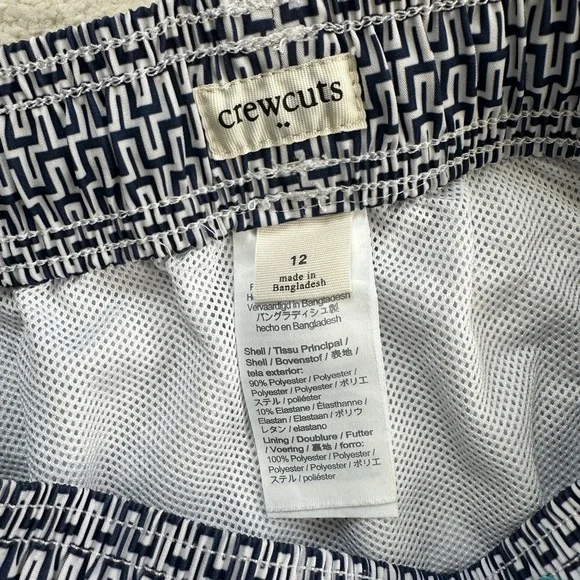 crewcuts
12
made in
Bangladesh
Vervaardigd in Bangladesh
バングラディシュ製
hecho en Bangladesh
Shell / Tissu Principal /
Shell / Bovenstof / 表地 /
tela exterior:
90% Polyester / Polyester /
Polyester / Polyester / ポリエ
ステル / poliéster
10% Elastane / Élasthanne /
Elastan / Elastaan / ポリウ
レタン / elastano
Lining / Doublure / Futter
/ Voering / 裏地 / forro:
100% Polyester / Polyester
/ Polyester / Polyester / ポリエ
ステル / poliéster